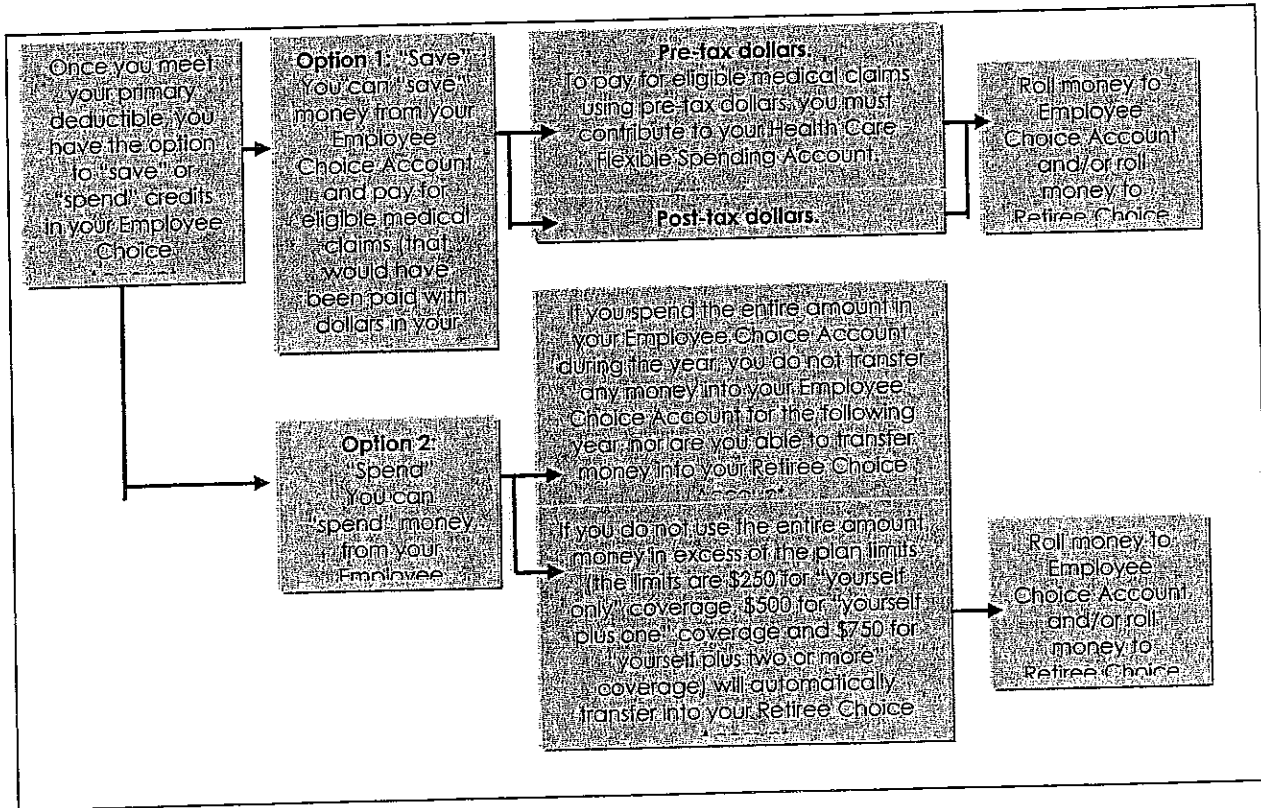 Once you meet
your primary
deductible, you
have the option
to "save" or
"spend" credits
in your Employee
Choice
Option 1: "Save"
You can "save"
money from your
Employee
Choice Account
and pay for
eligible medical
claims (that
would have
been paid with
dollars in your
Pre-tax dollars.
To pay for eligible medical claims
using pre-tax dollars, you must
contribute to your Health Care
Flexible Spending Account.
Post-tax dollars.
Roll money to
Employee
Choice Account
and/or roll
money to
Retiree Choice
Option 2:
"Spend"
You can
"spend" money
from your
Employee
If you spend the entire amount in
your Employee Choice Account
during the year, you do not transfer
any money into your Employee
Choice Account for the following
year, nor are you able to transfer
money into your Retiree Choice
Account.
If you do not use the entire amount,
money in excess of the plan limits
(the limits are $250 for "yourself
only" coverage, $500 for "yourself
plus one" coverage and $750 for
"yourself plus two or more"
coverage) will automatically
transfer into your Retiree Choice
Roll money to
Employee
Choice Account
and/or roll
money to
Retiree Choice